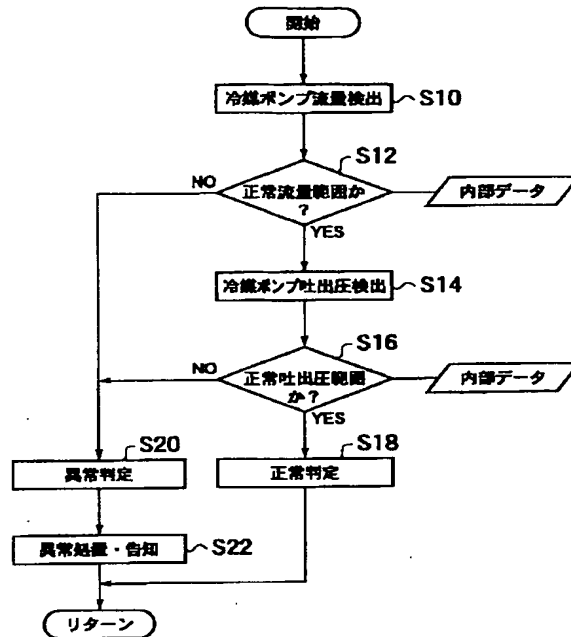 開始
冷媒ポンプ流量検出
S10
S12
NO
正常流量範囲か
?
内部データ
YES
冷媒ポンプ吐出圧検出
S14
S16
NO
正常吐出圧範囲
か?
内部データ
YES
S20
S18
異常判定
正常判定
異常処置・告知
S22
リターン